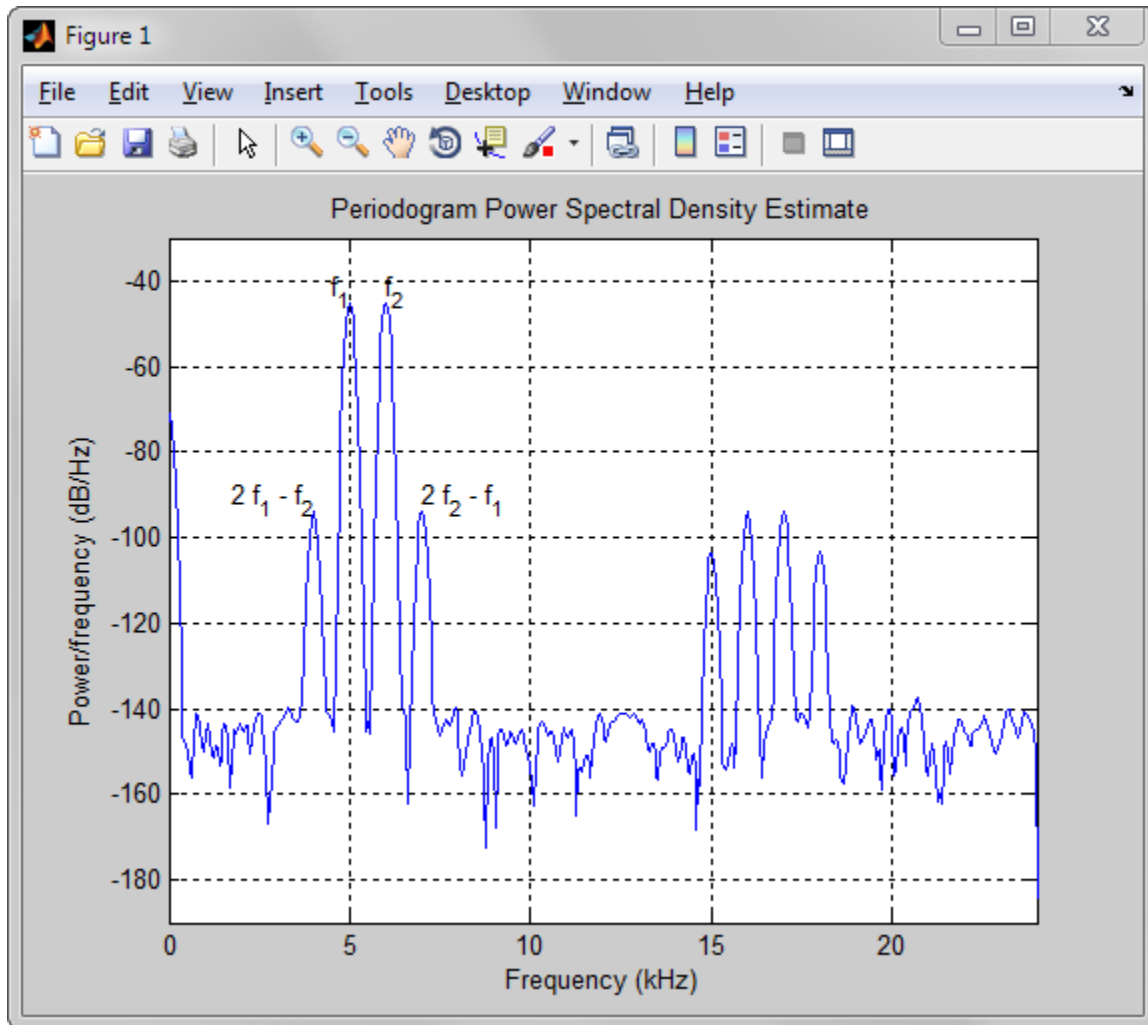 Figure 1
File Edit View Insert Tools Desktop Window Help
Periodogram Power Spectral Density Estimate
f1 f2
2 f1 - f2 2 f2 - f1
Power/frequency (dB/Hz)
-40
-60
-80
-100
-120
-140
-160
-180
0 5 10 15 20
Frequency (kHz)